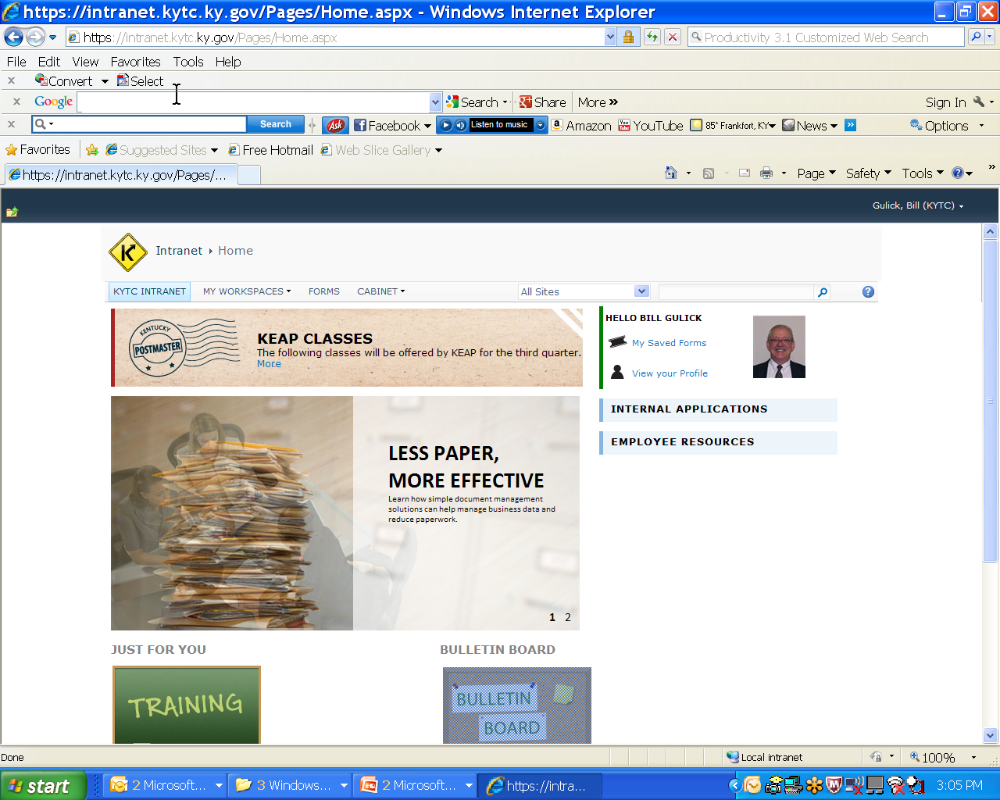 https://intranet.kytc.ky.gov/Pages/Home.aspx - Windows Internet Explorer
https://intranet.kytc.ky.gov/Pages/Home.aspx
Productivity 3.1 Customized Web Search
File Edit View Favorites Tools Help
x Convert Select
x Google Search Share More » Sign In
x Search Ask Facebook Listen to music a Amazon You Tube YouTube 85° Frankfort, KY News » Options
Favorites Suggested Sites Free Hotmail Web Slice Gallery
https://intranet.kytc.ky.gov/Pages/... Page Safety Tools »
Gulick, Bill (KYTC)
K Intranet Home
KYTC INTRANET MY WORKSPACES FORMS CABINET All Sites
KENTUCKY
POSTMASTER
KEAP CLASSES
The following classes will be offered by KEAP for the third quarter.
More
HELLO BILL GULICK
My Saved Forms
View your Profile
INTERNAL APPLICATIONS
EMPLOYEE RESOURCES
LESS PAPER,
MORE EFFECTIVE
Learn how simple document management
solutions can help manage business data and
reduce paperwork.
1 2
JUST FOR YOU
BULLETIN BOARD
TRAINING
BULLETIN
BOARD
Done Local intranet 100%
start 2 Microsoft... 3 Windows... 2 Microsoft... https://intra... 3:05 PM